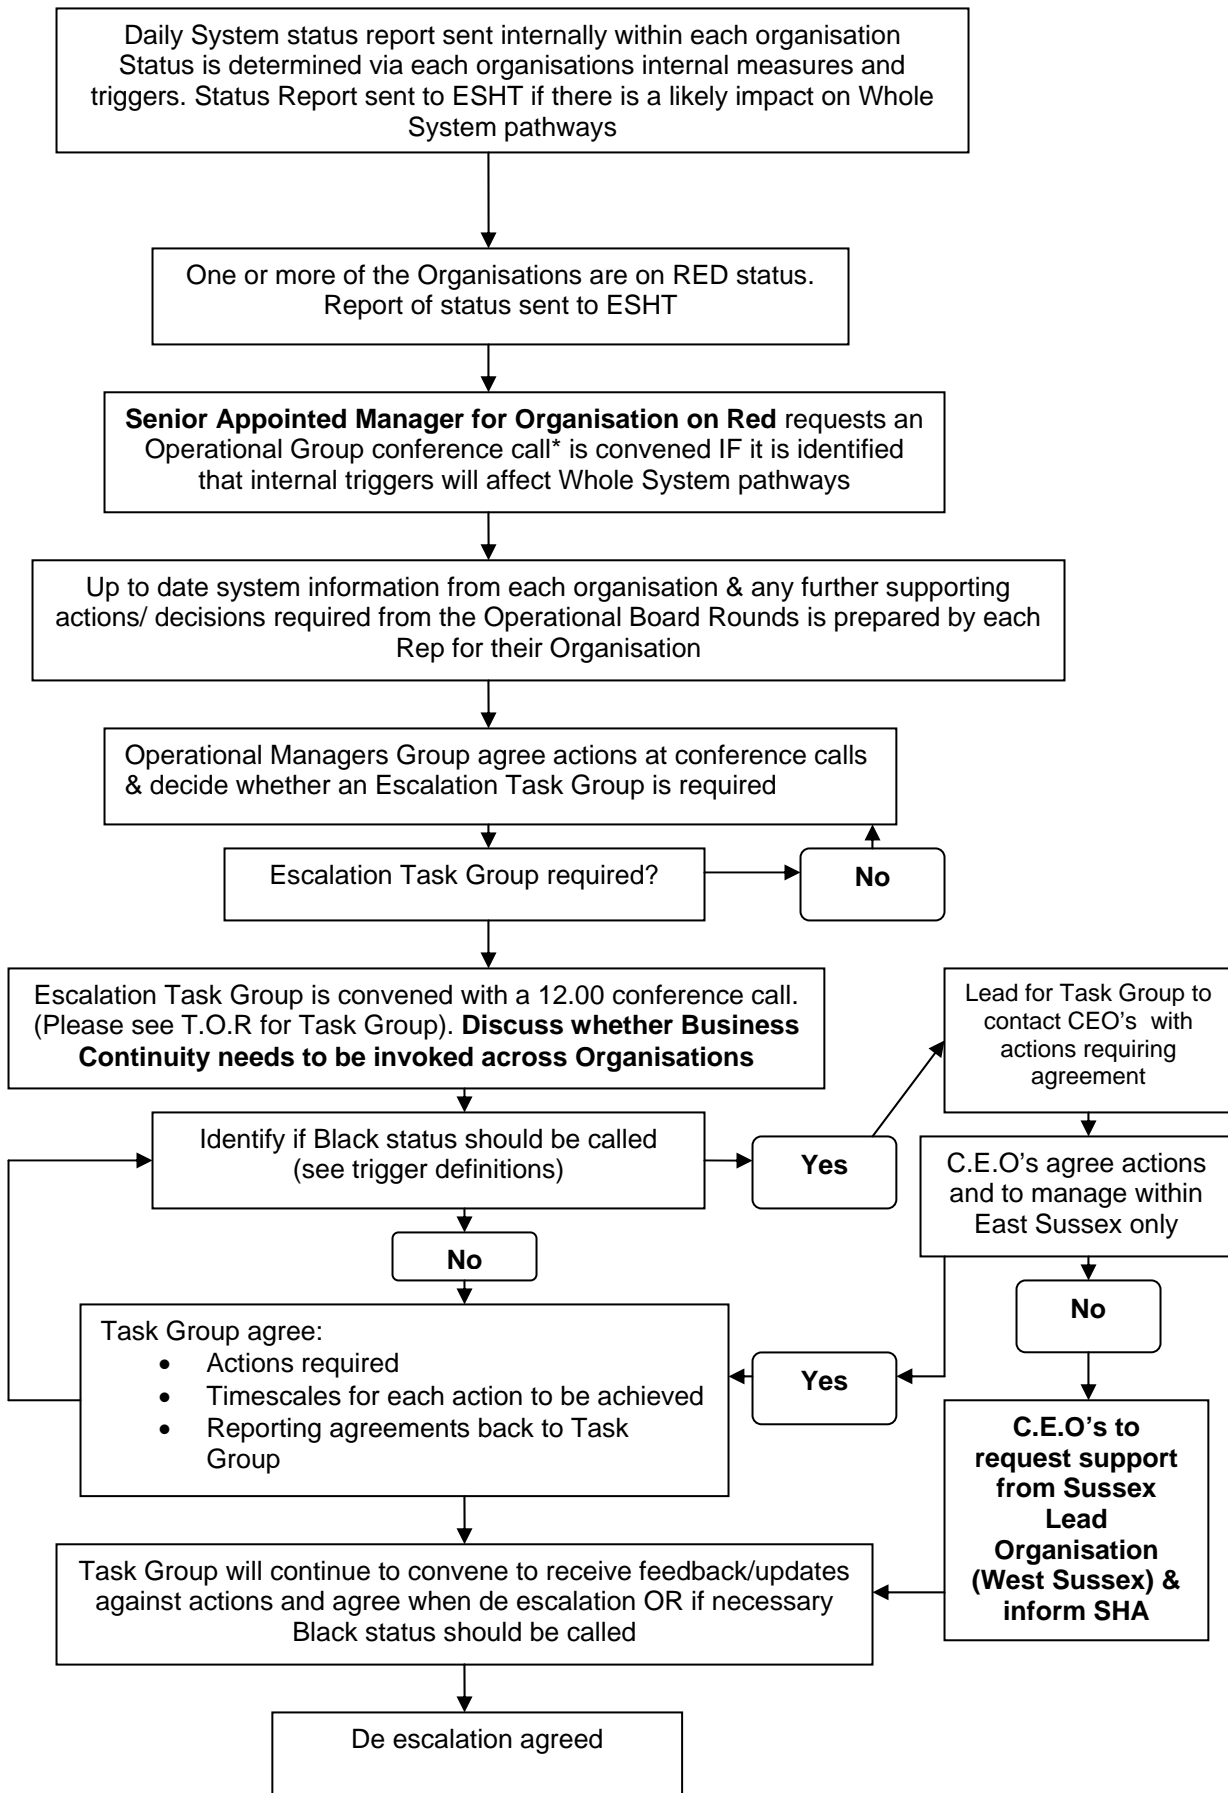 Daily System status report sent internally within each organisation
Status is determined via each organisations internal measures and
triggers. Status Report sent to ESHT if there is a likely impact on Whole
System pathways
One or more of the Organisations are on RED status.
Report of status sent to ESHT
Senior Appointed Manager for Organisation on Red requests an
Operational Group conference call* is convened IF it is identified
that internal triggers will affect Whole System pathways
Up to date system information from each organisation & any further supporting
actions/ decisions required from the Operational Board Rounds is prepared by each
Rep for their Organisation
Operational Managers Group agree actions at conference calls
& decide whether an Escalation Task Group is required
Escalation Task Group required?
No
Escalation Task Group is convened with a 12.00 conference call.
(Please see T.O.R for Task Group). Discuss whether Business
Continuity needs to be invoked across Organisations
Lead for Task Group to
contact CEO's  with
actions requiring
agreement
Identify if Black status should be called
(see trigger definitions)
Yes
C.E.O's agree actions
and to manage within
East Sussex only
No
No
Task Group agree:
• Actions required
• Timescales for each action to be achieved
• Reporting agreements back to Task
Group
Yes
C.E.O's to
request support
from Sussex
Lead
Organisation
(West Sussex) &
inform SHA
Task Group will continue to convene to receive feedback/updates
against actions and agree when de escalation OR if necessary
Black status should be called
De escalation agreed